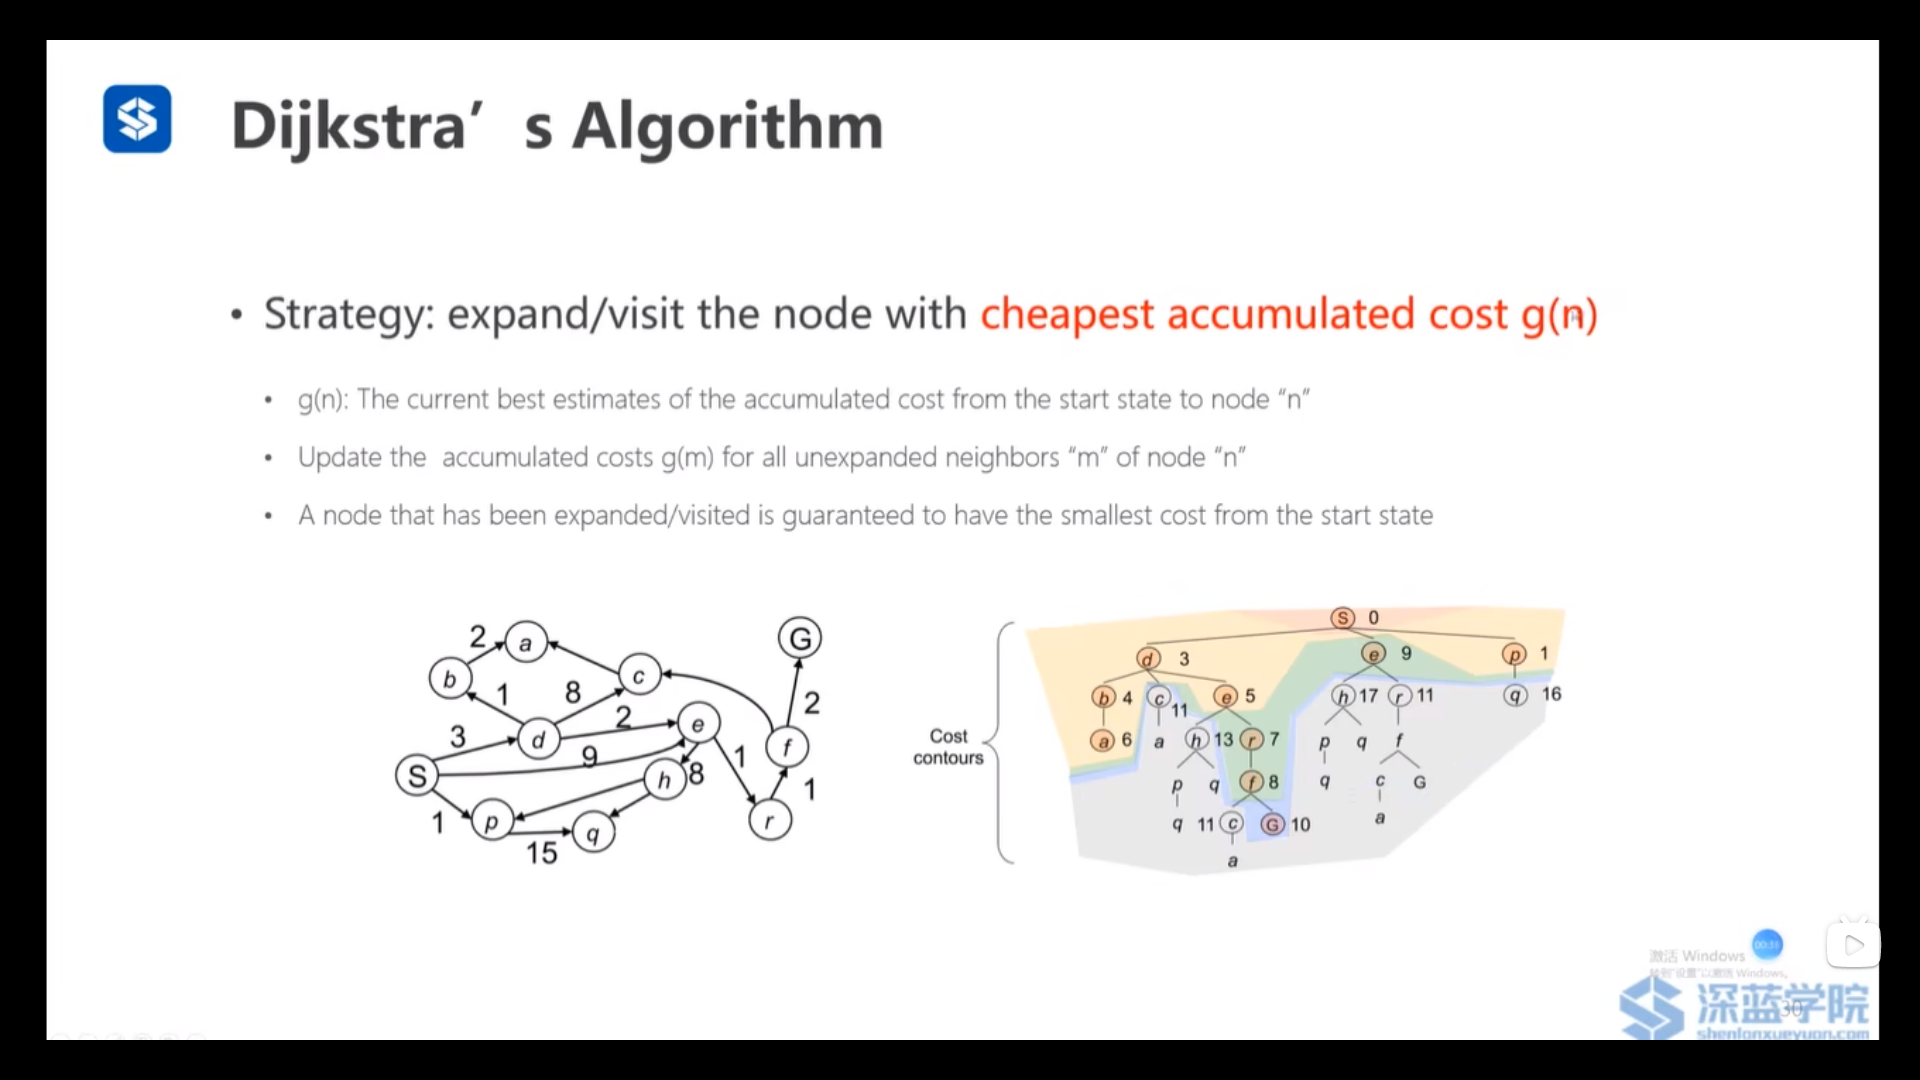 Dijkstra’s Algorithm
• Strategy: expand/visit the node with cheapest accumulated cost g(n)
• g(n): The current best estimates of the accumulated cost from the start state to node “n”
• Update the accumulated costs g(m) for all unexpanded neighbors “m” of node “n”
• A node that has been expanded/visited is guaranteed to have the smallest cost from the start state
2 a G
b c
1 8 2
3 d 2 e f
S 9 1
h 8 1
1 p q r
15
Cost
contours
S 0
d 3 e 9 p 1
b 4 c 11 e 5 h 17 r 11 q 16
a 6 a h 13 r 7 p q f
p q f 8 q c G
q 11 c G 10 a
a
激活 Windows
转到"设置"以激活 Windows。
00:31
30
深蓝学院
shenlanxueyuan.com